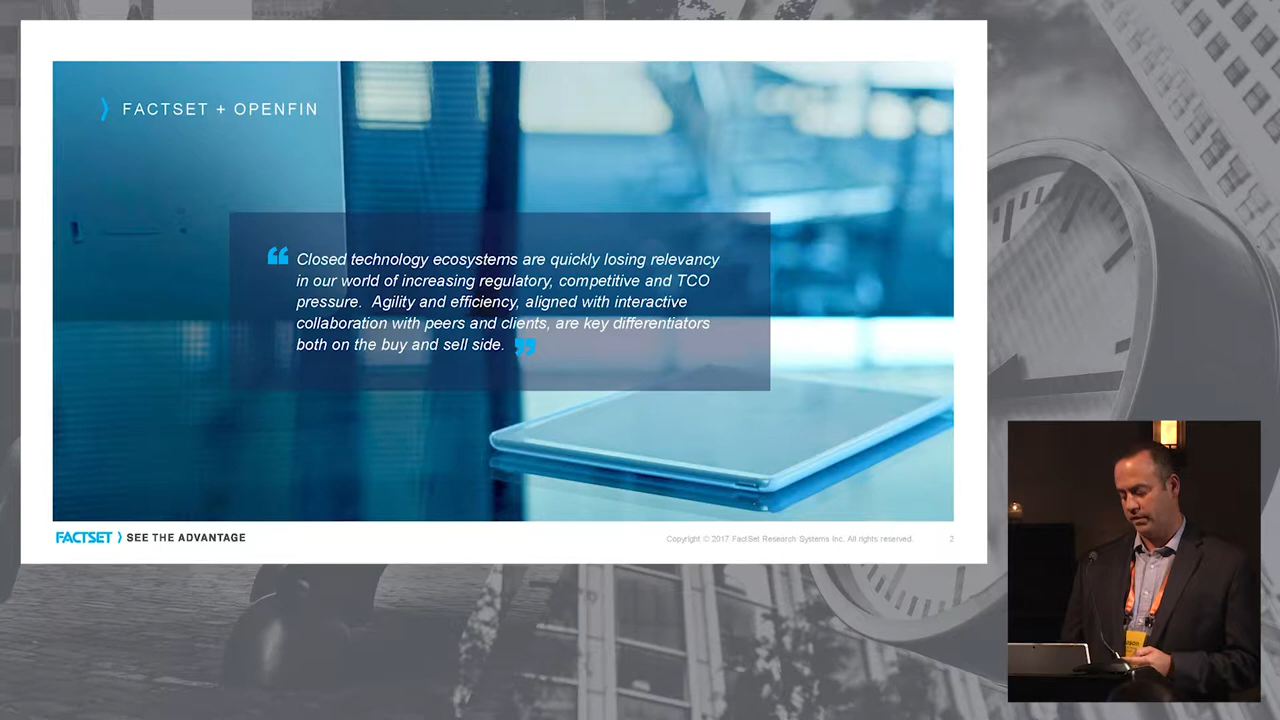 FACTSET + OPENFIN
“ Closed technology ecosystems are quickly losing relevancy
in our world of increasing regulatory, competitive and TCO
pressure. Agility and efficiency, aligned with interactive
collaboration with peers and clients, are key differentiators
both on the buy and sell side. ”
FACTSET ⟩ SEE THE ADVANTAGE
Copyright © 2017 FactSet Research Systems Inc. All rights reserved.
2